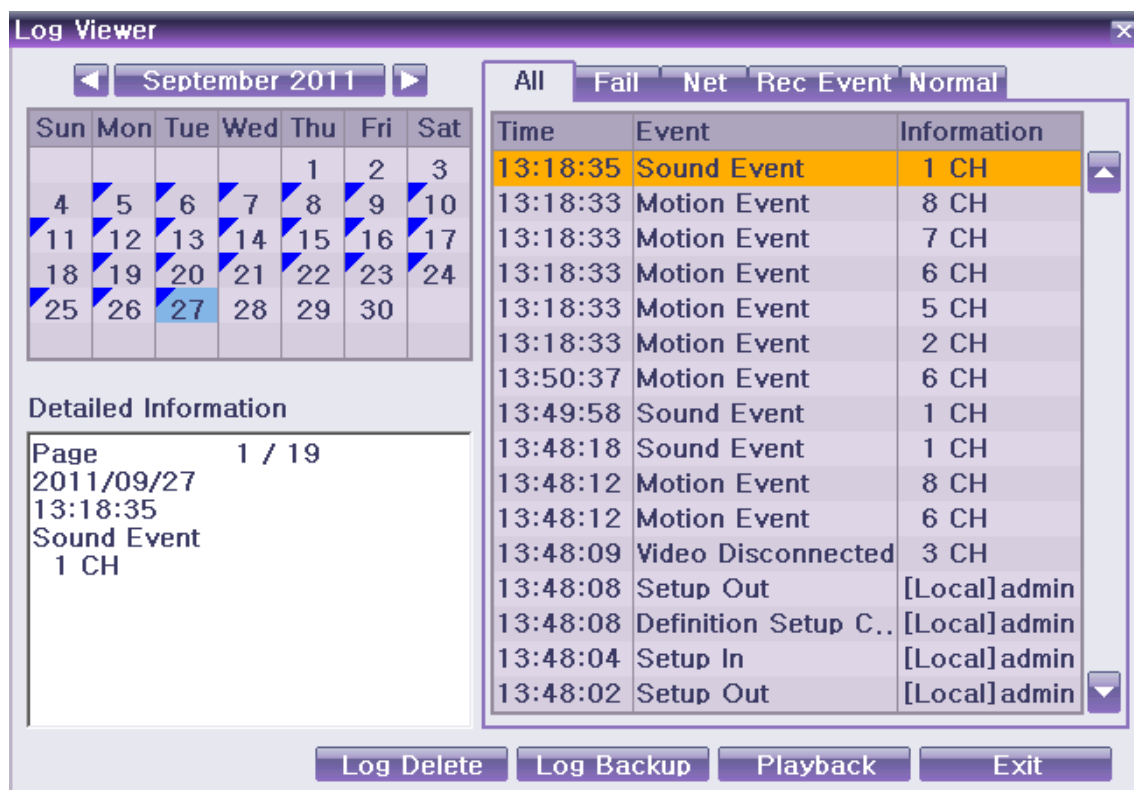 Log Viewer
September 2011
Sun Mon Tue Wed Thu Fri Sat
1 2 3
4 5 6 7 8 9 10
11 12 13 14 15 16 17
18 19 20 21 22 23 24
25 26 27 28 29 30
Detailed Information
Page 1 / 19
2011/09/27
13:18:35
Sound Event
1 CH
All Fail Net Rec Event Normal
Time Event Information
13:18:35 Sound Event 1 CH
13:18:33 Motion Event 8 CH
13:18:33 Motion Event 7 CH
13:18:33 Motion Event 6 CH
13:18:33 Motion Event 5 CH
13:18:33 Motion Event 2 CH
13:50:37 Motion Event 6 CH
13:49:58 Sound Event 1 CH
13:48:18 Sound Event 1 CH
13:48:12 Motion Event 8 CH
13:48:12 Motion Event 6 CH
13:48:09 Video Disconnected 3 CH
13:48:08 Setup Out [Local]admin
13:48:08 Definition Setup C.. [Local]admin
13:48:04 Setup In [Local]admin
13:48:02 Setup Out [Local]admin
Log Delete Log Backup Playback Exit